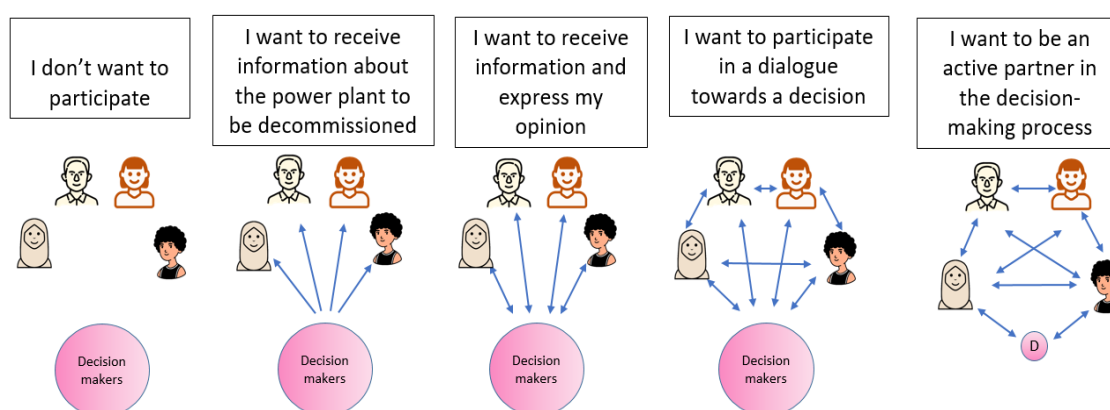 I don't want to
participate
I want to receive
information about
the power plant to
be decommissioned
I want to receive
information and
express my
opinion
I want to participate
in a dialogue
towards a decision
I want to be an
active partner in
the decision-
making process
Decision
makers
Decision
makers
Decision
makers
Decision
makers
D